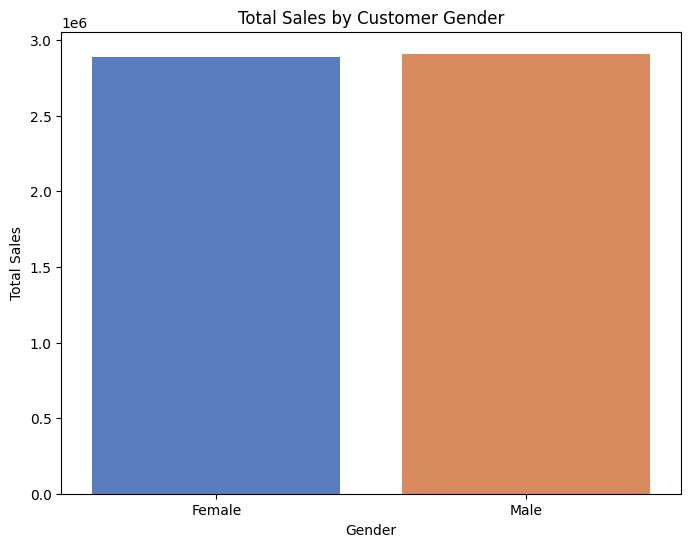 Total Sales by Customer Gender
1e6
3.0
2.5
2.0
1.5
1.0
0.5
0.0
Total Sales
Female
Male
Gender